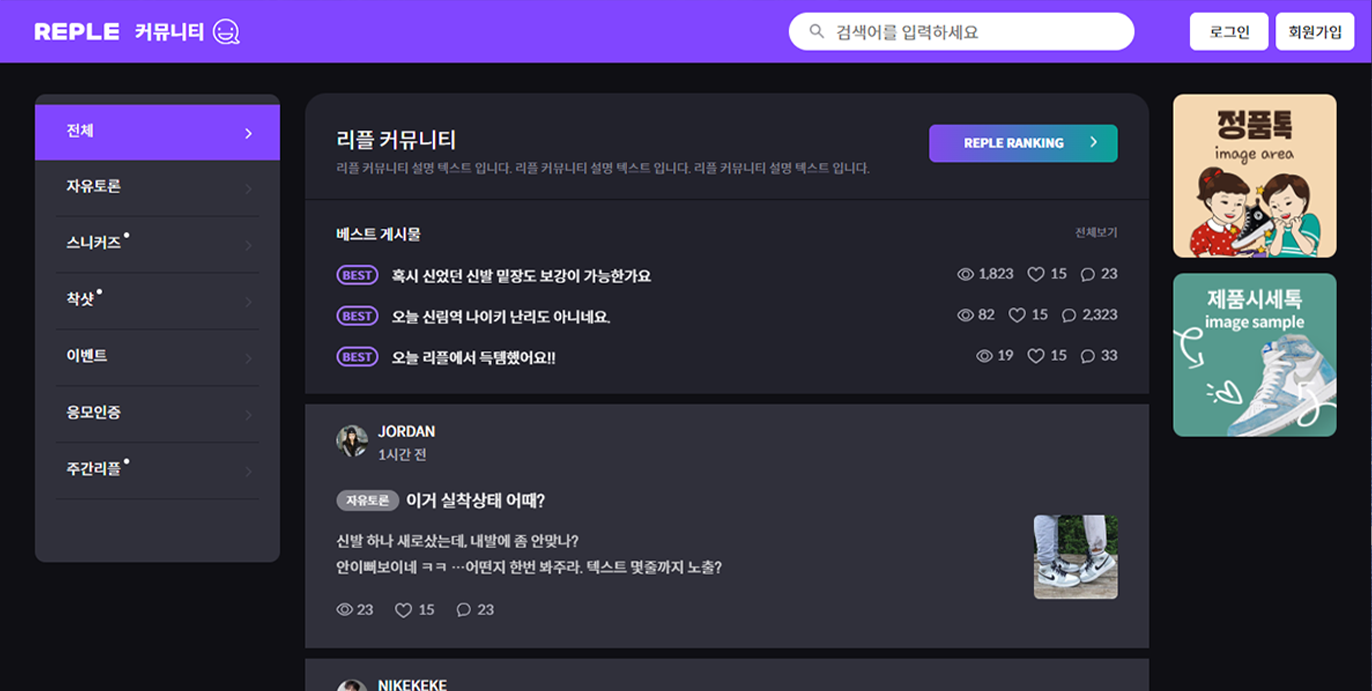 REPLE 커뮤니티
검색어를 입력하세요
로그인
회원가입
전체
자유토론
스니커즈
착샷
이벤트
응모인증
주간리플
리플 커뮤니티
리플 커뮤니티 설명 텍스트 입니다. 리플 커뮤니티 설명 텍스트 입니다. 리플 커뮤니티 설명 텍스트 입니다.
REPLE RANKING
베스트 게시물
전체보기
BEST 혹시 신었던 신발 밑장도 보강이 가능한가요 1,823 15 23
BEST 오늘 신림역 나이키 난리도 아니네요. 82 15 2,323
BEST 오늘 리플에서 득템했어요!! 19 15 33
JORDAN
1시간 전
자유토론 이거 실착상태 어때?
신발 하나 새로샀는데, 내발에 좀 안맞나?
안이뻐보이네 ㅋㅋ …어떤지 한번 봐주라. 텍스트 몇줄까지 노출?
23 15 23
NIKEKEKE
정품톡
image area
제품시세톡
image sample